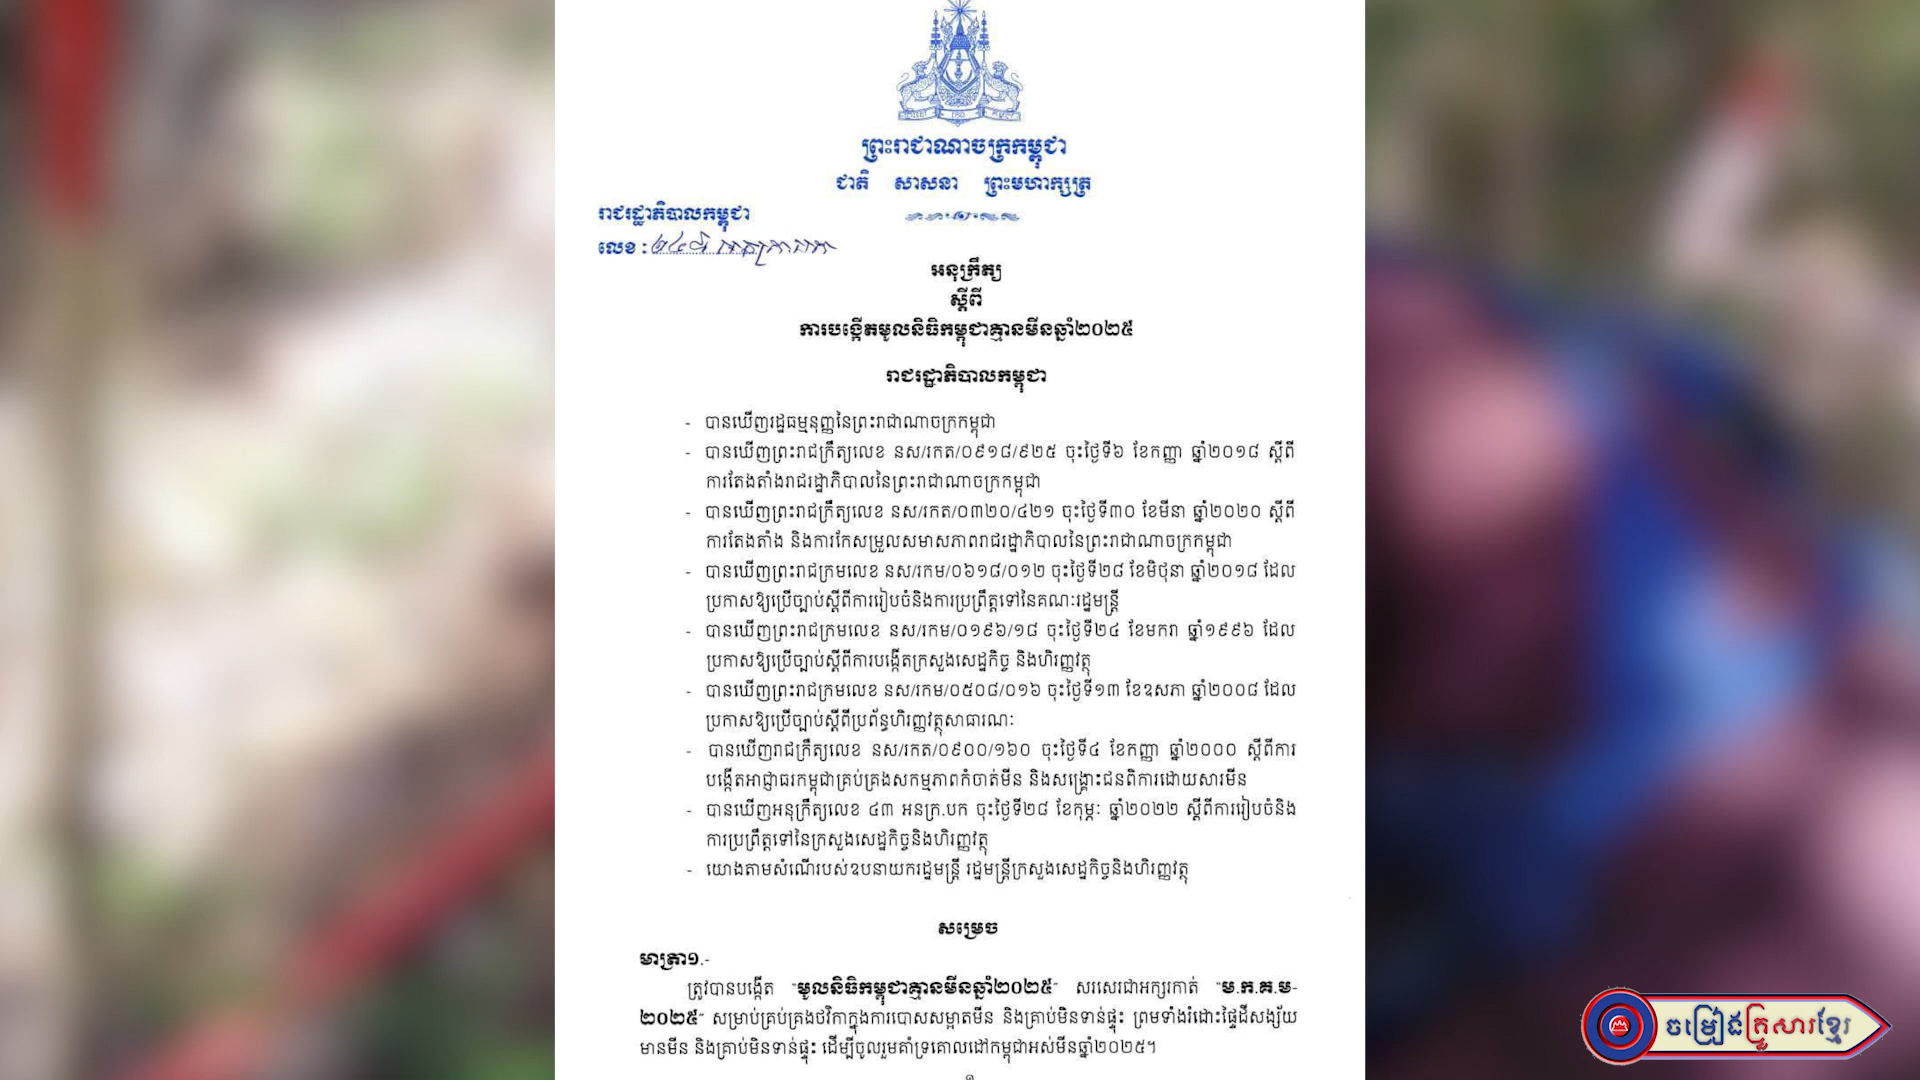 ព្រះរាជាណាចក្រកម្ពុជា
ជាតិ សាសនា ព្រះមហាក្សត្រ
រាជរដ្ឋាភិបាលកម្ពុជា
លេខ :
អនុក្រឹត្យ
ស្តីពី
ការបង្កើតមូលនិធិកម្ពុជាគ្មានមីនឆ្នាំ២០២៥
រាជរដ្ឋាភិបាលកម្ពុជា
- បានឃើញរដ្ឋធម្មនុញ្ញនៃព្រះរាជាណាចក្រកម្ពុជា
- បានឃើញព្រះរាជក្រឹត្យលេខ នស/រកត/០៩១៨/៩២៥ ចុះថ្ងៃទី៦ ខែកញ្ញា ឆ្នាំ២០១៨ ស្តីពី
ការតែងតាំងរាជរដ្ឋាភិបាលនៃព្រះរាជាណាចក្រកម្ពុជា
- បានឃើញព្រះរាជក្រឹត្យលេខ នស/រកត/០៣២០/៤២១ ចុះថ្ងៃទី៣០ ខែមីនា ឆ្នាំ២០២០ ស្តីពី
ការតែងតាំង និងការកែសម្រួលសមាសភាពរាជរដ្ឋាភិបាលនៃព្រះរាជាណាចក្រកម្ពុជា
- បានឃើញព្រះរាជក្រមលេខ នស/រកម/០៦១៨/០១២ ចុះថ្ងៃទី២៨ ខែមិថុនា ឆ្នាំ២០១៨ ដែល
ប្រកាសឱ្យប្រើច្បាប់ស្តីពីការរៀបចំនិងការប្រព្រឹត្តទៅនៃគណៈរដ្ឋមន្ត្រី
- បានឃើញព្រះរាជក្រមលេខ នស/រកម/០១៩៦/១៨ ចុះថ្ងៃទី២៤ ខែមករា ឆ្នាំ១៩៩៦ ដែល
ប្រកាសឱ្យប្រើច្បាប់ស្តីពីការបង្កើតក្រសួងសេដ្ឋកិច្ច និងហិរញ្ញវត្ថុ
- បានឃើញព្រះរាជក្រមលេខ នស/រកម/០៥០៨/០១៦ ចុះថ្ងៃទី១៣ ខែឧសភា ឆ្នាំ២០០៨ ដែល
ប្រកាសឱ្យប្រើច្បាប់ស្តីពីប្រព័ន្ធហិរញ្ញវត្ថុសាធារណៈ
- បានឃើញរាជក្រឹត្យលេខ នស/រកត/០៩០០/១៦០ ចុះថ្ងៃទី៤ ខែកញ្ញា ឆ្នាំ២០០០ ស្តីពីការ
បង្កើតអាជ្ញាធរកម្ពុជាគ្រប់គ្រងសកម្មភាពកំចាត់មីន និងសង្គ្រោះជនពិការដោយសារមីន
- បានឃើញអនុក្រឹត្យលេខ ៤៣ អនក្រ.បក ចុះថ្ងៃទី២៨ ខែកុម្ភៈ ឆ្នាំ២០២២ ស្តីពីការរៀបចំនិង
ការប្រព្រឹត្តទៅនៃក្រសួងសេដ្ឋកិច្ចនិងហិរញ្ញវត្ថុ
- យោងតាមសំណើរបស់ឧបនាយករដ្ឋមន្ត្រី រដ្ឋមន្ត្រីក្រសួងសេដ្ឋកិច្ចនិងហិរញ្ញវត្ថុ
សម្រេច
មាត្រា១.-
ត្រូវបានបង្កើត "មូលនិធិកម្ពុជាគ្មានមីនឆ្នាំ២០២៥" សរសេរជាអក្សរកាត់ "ម.ក.គ.ម-
២០២៥" សម្រាប់គ្រប់គ្រងថវិកាក្នុងការបោសសម្អាតមីន និងគ្រាប់មិនទាន់ផ្ទុះ ព្រមទាំងរំដោះផ្ទៃដីសង្ស័យ
មានមីន និងគ្រាប់មិនទាន់ផ្ទុះ ដើម្បីចូលរួមគាំទ្រគោលដៅកម្ពុជាអស់មីនឆ្នាំ២០២៥។
ចម្រៀងគ្រួសារខ្មែរ